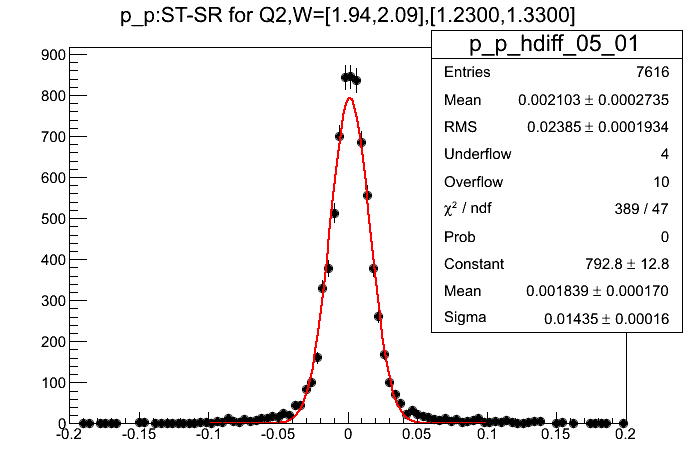 p_p:ST-SR for Q2,W=[1.94,2.09],[1.2300,1.3300]
p_p_hdiff_05_01
Entries 7616
Mean 0.002103 ± 0.0002735
RMS 0.02385 ± 0.0001934
Underflow 4
Overflow 10
χ² / ndf 389 / 47
Prob 0
Constant 792.8 ± 12.8
Mean 0.001839 ± 0.000170
Sigma 0.01435 ± 0.00016
900
800
700
600
500
400
300
200
100
0
-0.2 -0.15 -0.1 -0.05 0 0.05 0.1 0.15 0.2